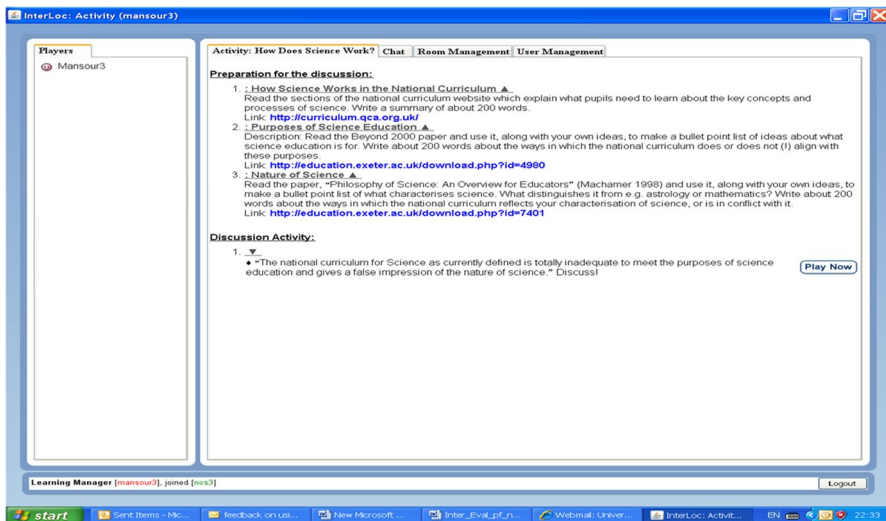 InterLoc: Activity (mansour3)
Players
Mansour3
Activity: How Does Science Work? Chat Room Management User Management
Preparation for the discussion:
1. : How Science Works in the National Curriculum ▲
Read the sections of the national curriculum website which explain what pupils need to learn about the key concepts and
processes of science. Write a summary of about 200 words.
Link: http://curriculum.qca.org.uk/
2. : Purposes of Science Education ▲
Description: Read the Beyond 2000 paper and use it, along with your own ideas, to make a bullet point list of ideas about what
science education is for. Write about 200 words about the ways in which the national curriculum does or does not (!) align with
these purposes.
Link: http://education.exeter.ac.uk/download.php?id=4980
3. : Nature of Science ▲
Read the paper, "Philosophy of Science: An Overview for Educators" (Machamer 1998) and use it, along with your own ideas, to
make a bullet point list of what characterises science. What distinguishes it from e.g. astrology or mathematics? Write about 200
words about the ways in which the national curriculum reflects your characterisation of science, or is in conflict with it.
Link: http://education.exeter.ac.uk/download.php?id=7401
Discussion Activity:
1. ▼
♦ "The national curriculum for Science as currently defined is totally inadequate to meet the purposes of science
education and gives a false impression of the nature of science." Discuss!
Play Now
Learning Manager [mansour3], joined [nos3]
Logout
start Sent Items - Mic... feedback on usi... New Microsoft ... Inter_Eval_pf_n... Webmail: Univer... InterLoc: Activit... EN 22:33